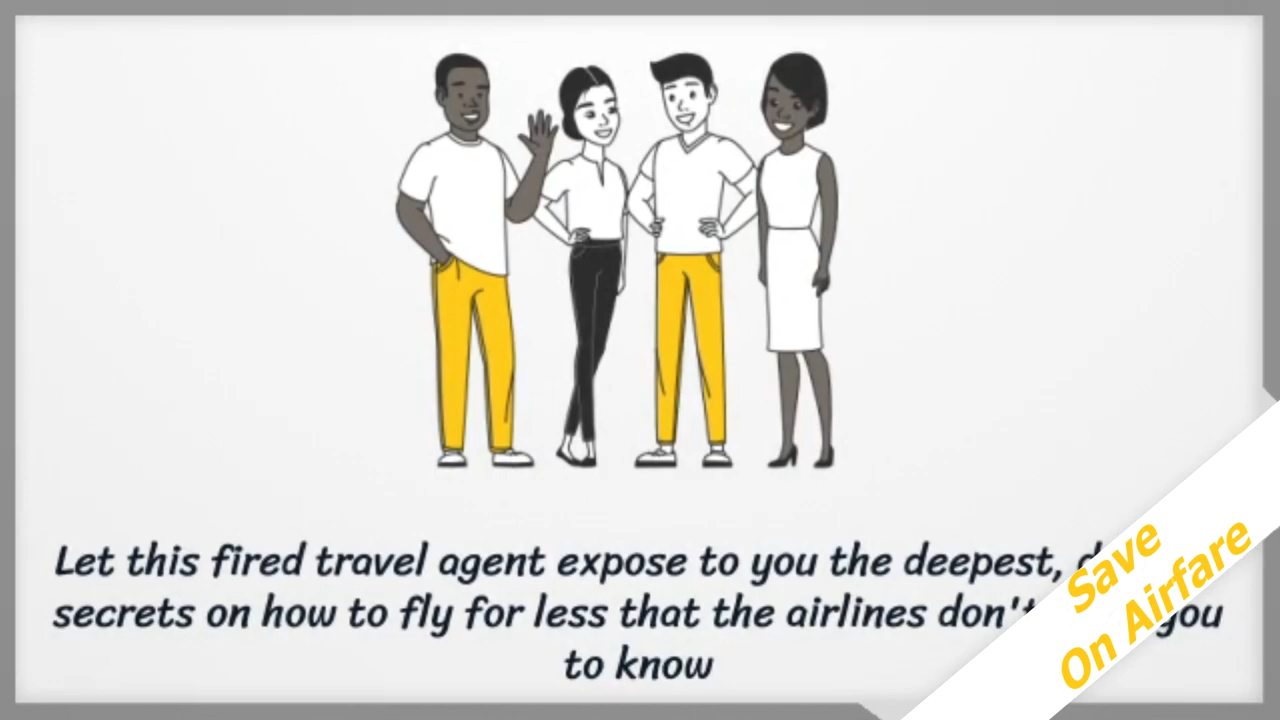 Let this fired travel agent expose to you the deepest,
secrets on how to fly for less that the airlines don't you
to know
Save
On Airfare